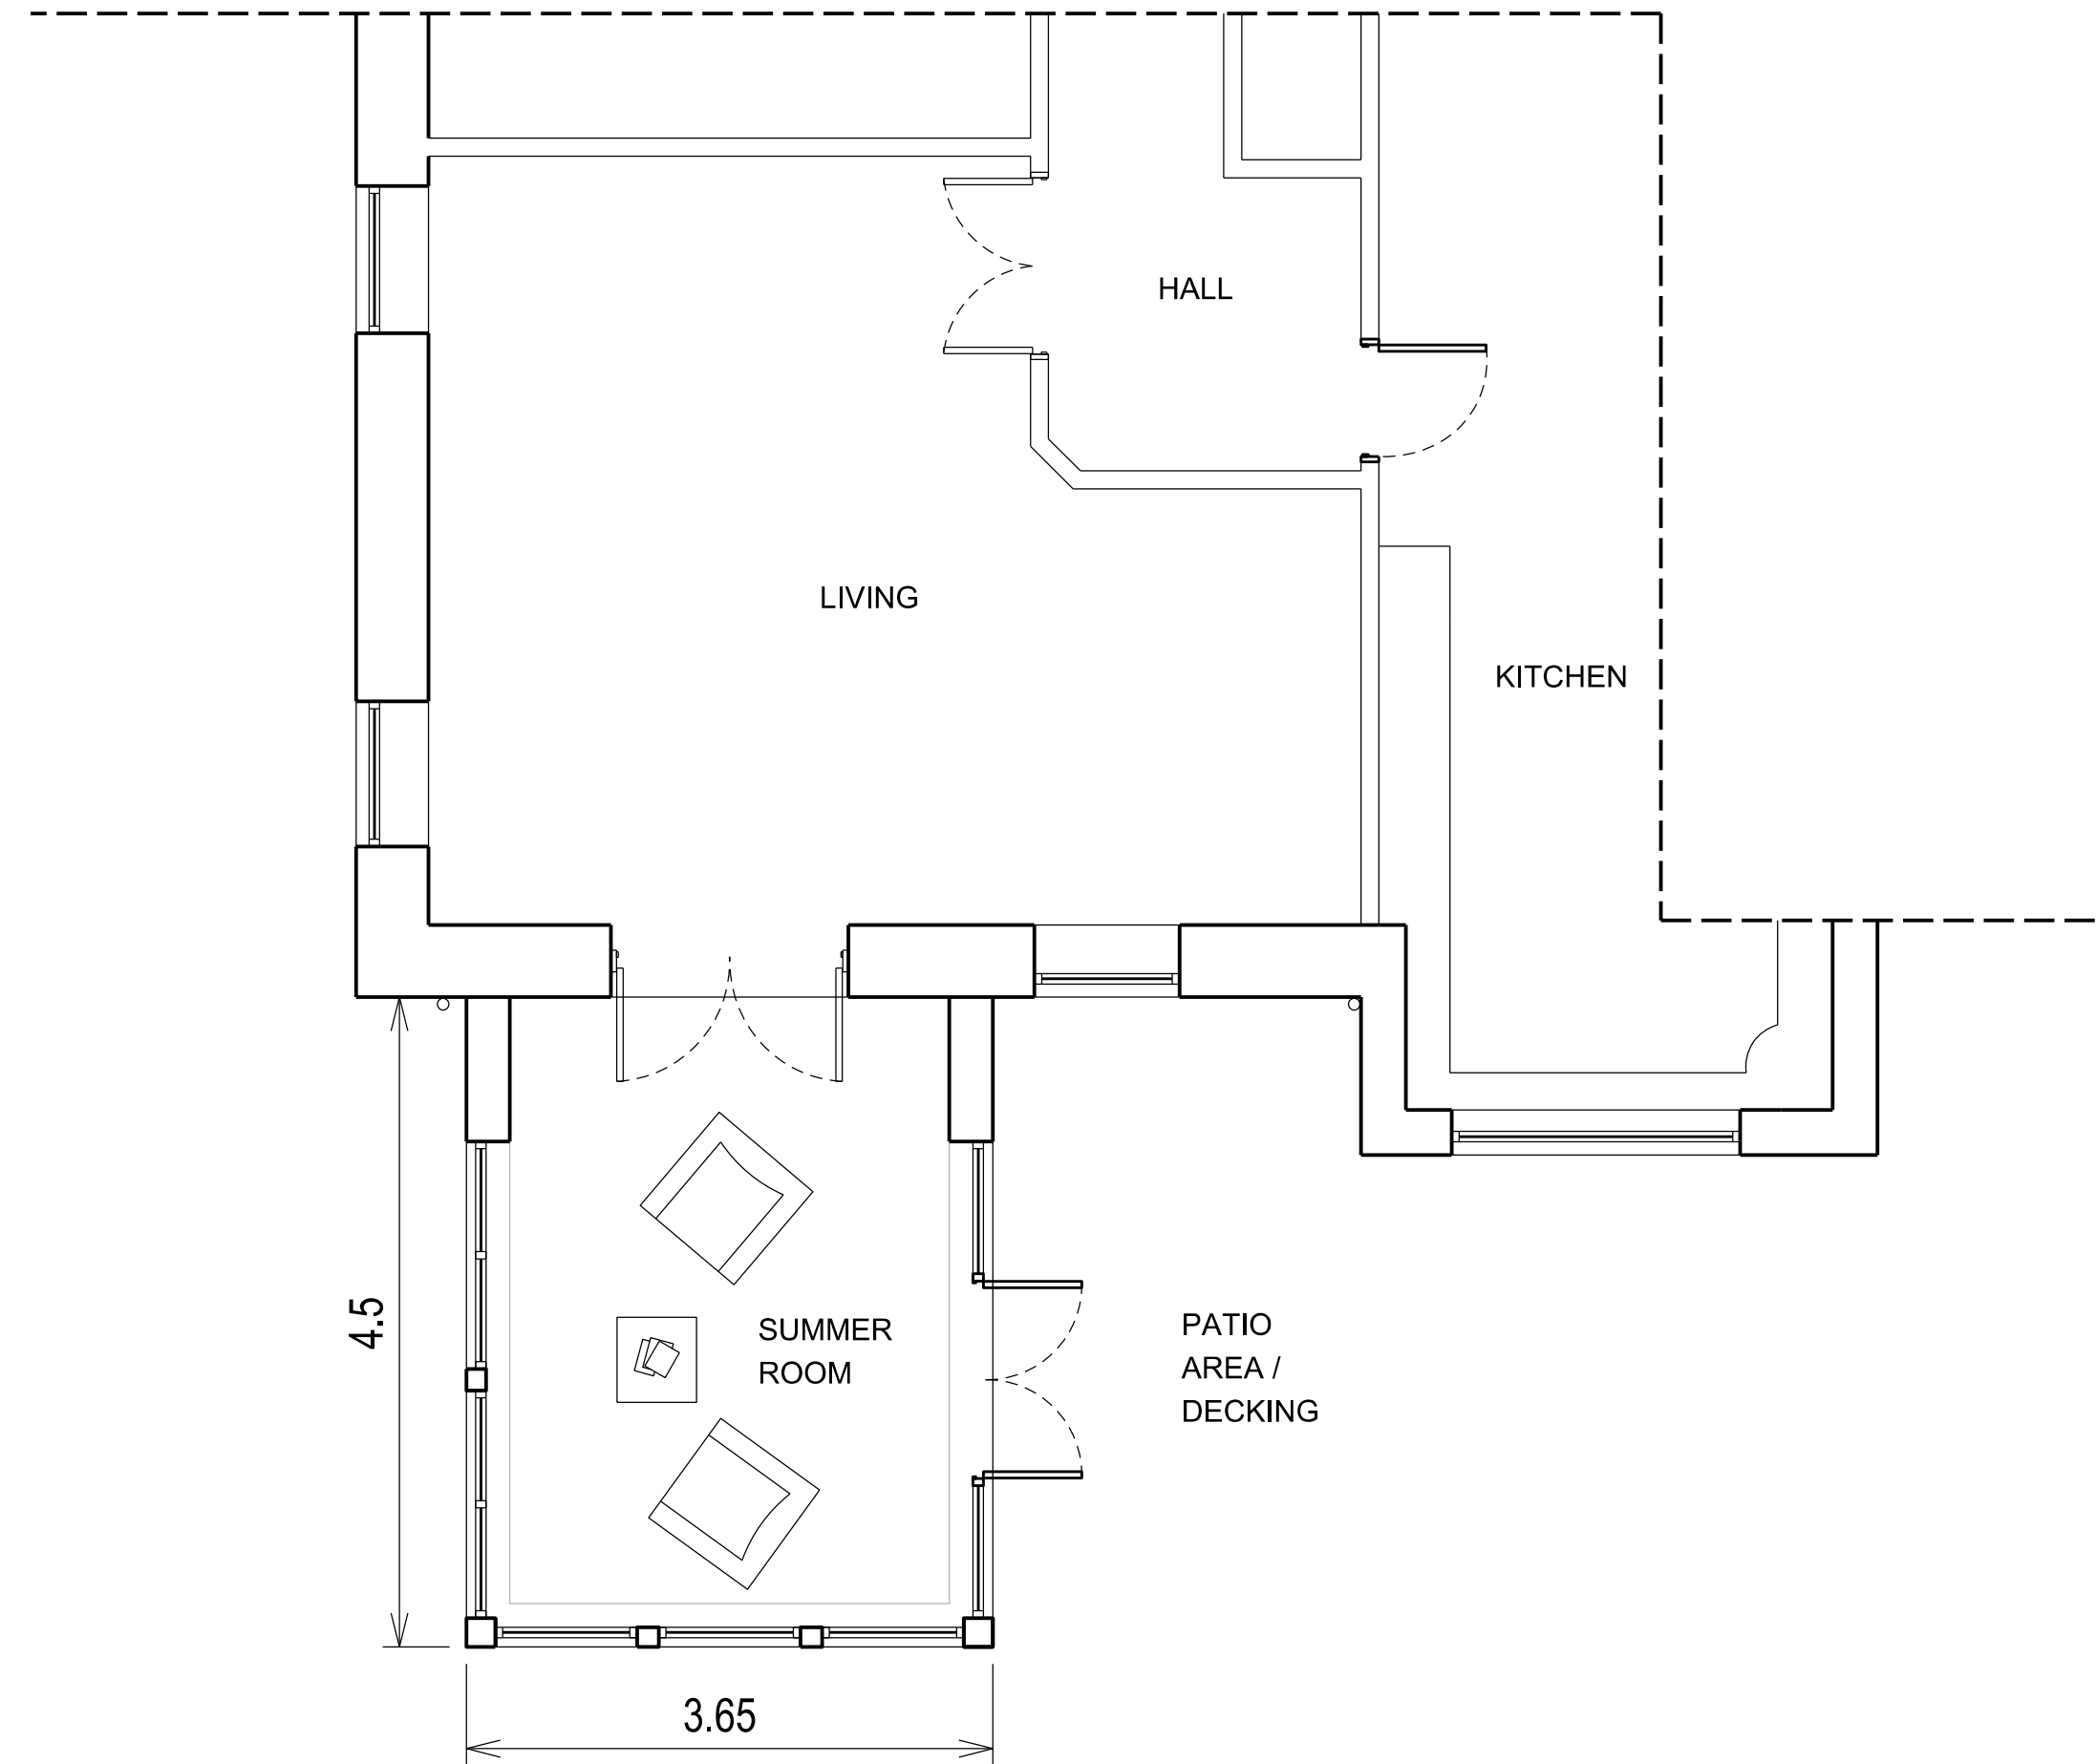 HALL
LIVING
KITCHEN
SUMMER
ROOM
PATIO
AREA /
DECKING
4.5
3.65